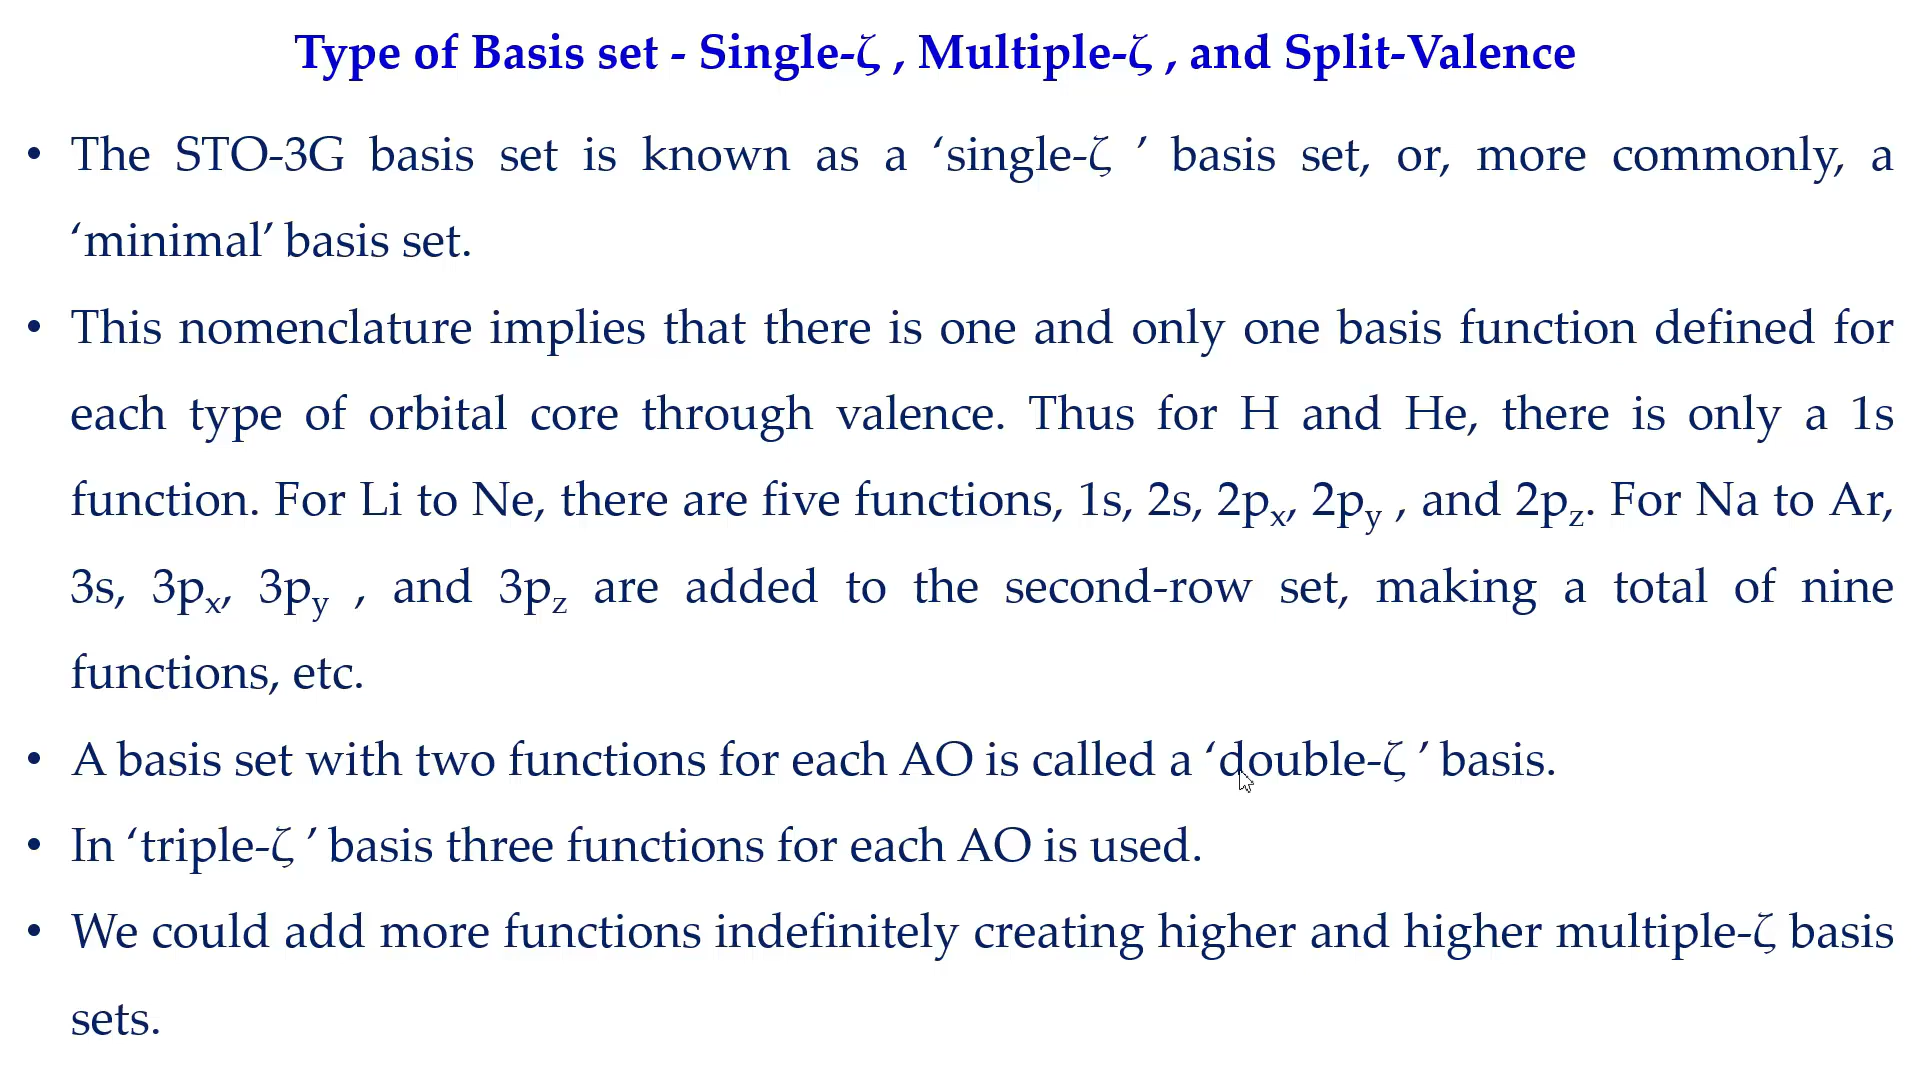 Type of Basis set - Single-ζ , Multiple-ζ , and Split-Valence
• The STO-3G basis set is known as a ‘single-ζ ’ basis set, or, more commonly, a
‘minimal’ basis set.
• This nomenclature implies that there is one and only one basis function defined for
each type of orbital core through valence. Thus for H and He, there is only a 1s
function. For Li to Ne, there are five functions, 1s, 2s, 2pₓ, 2p_y , and 2p_z. For Na to Ar,
3s, 3pₓ, 3p_y , and 3p_z are added to the second-row set, making a total of nine
functions, etc.
• A basis set with two functions for each AO is called a ‘double-ζ ’ basis.
• In ‘triple-ζ ’ basis three functions for each AO is used.
• We could add more functions indefinitely creating higher and higher multiple-ζ basis
sets.